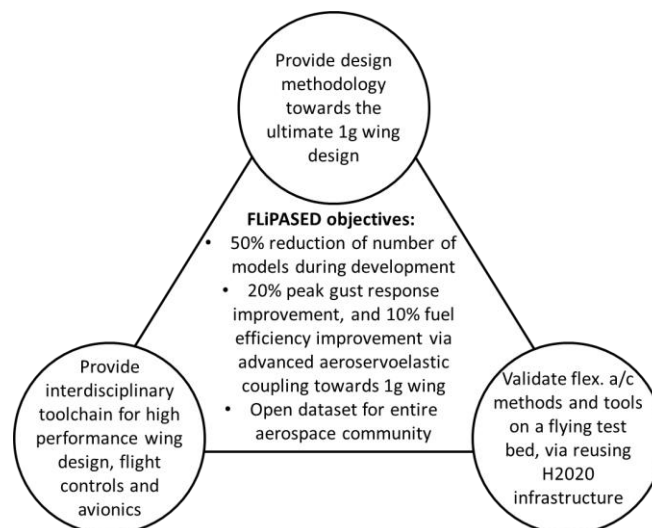 Provide design
methodology
towards the
ultimate 1g wing
design
FLiPASED objectives:
• 50% reduction of number of
models during development
• 20% peak gust response
improvement, and 10% fuel
efficiency improvement via
advanced aeroservoelastic
coupling towards 1g wing
• Open dataset for entire
aerospace community
Provide
interdisciplinary
toolchain for high
performance wing
design, flight
controls and
avionics
Validate flex. a/c
methods and tools
on a flying test
bed, via reusing
H2020
infrastructure